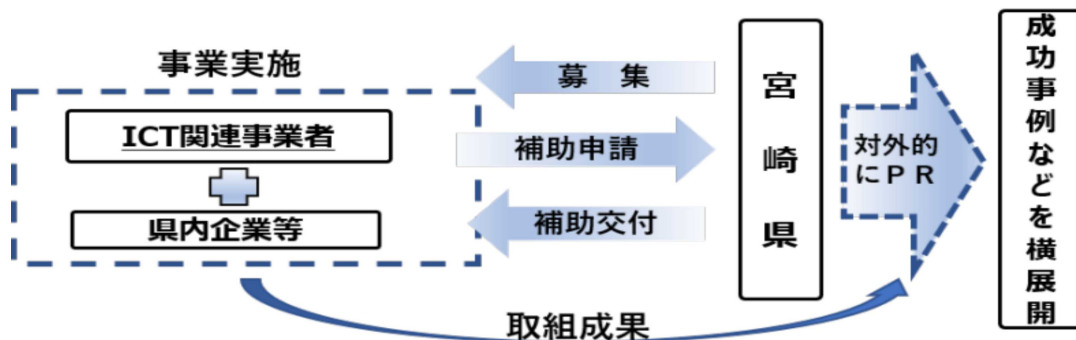 事業実施
ICT関連事業者
県内企業等
募 集
補助申請
補助交付
宮崎県
対外的
にＰＲ
成功事例などを横展開
取組成果